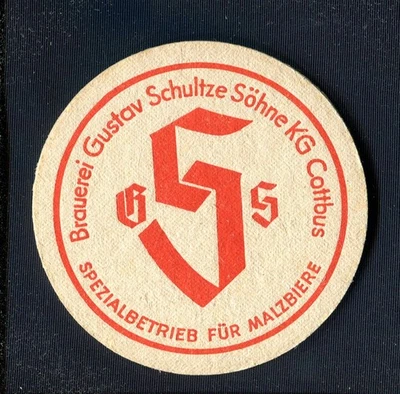 Brauerei Gustav Schultze Söhne KG Cottbus
G S S
SPEZIALBETRIEB FÜR MALZBIERE